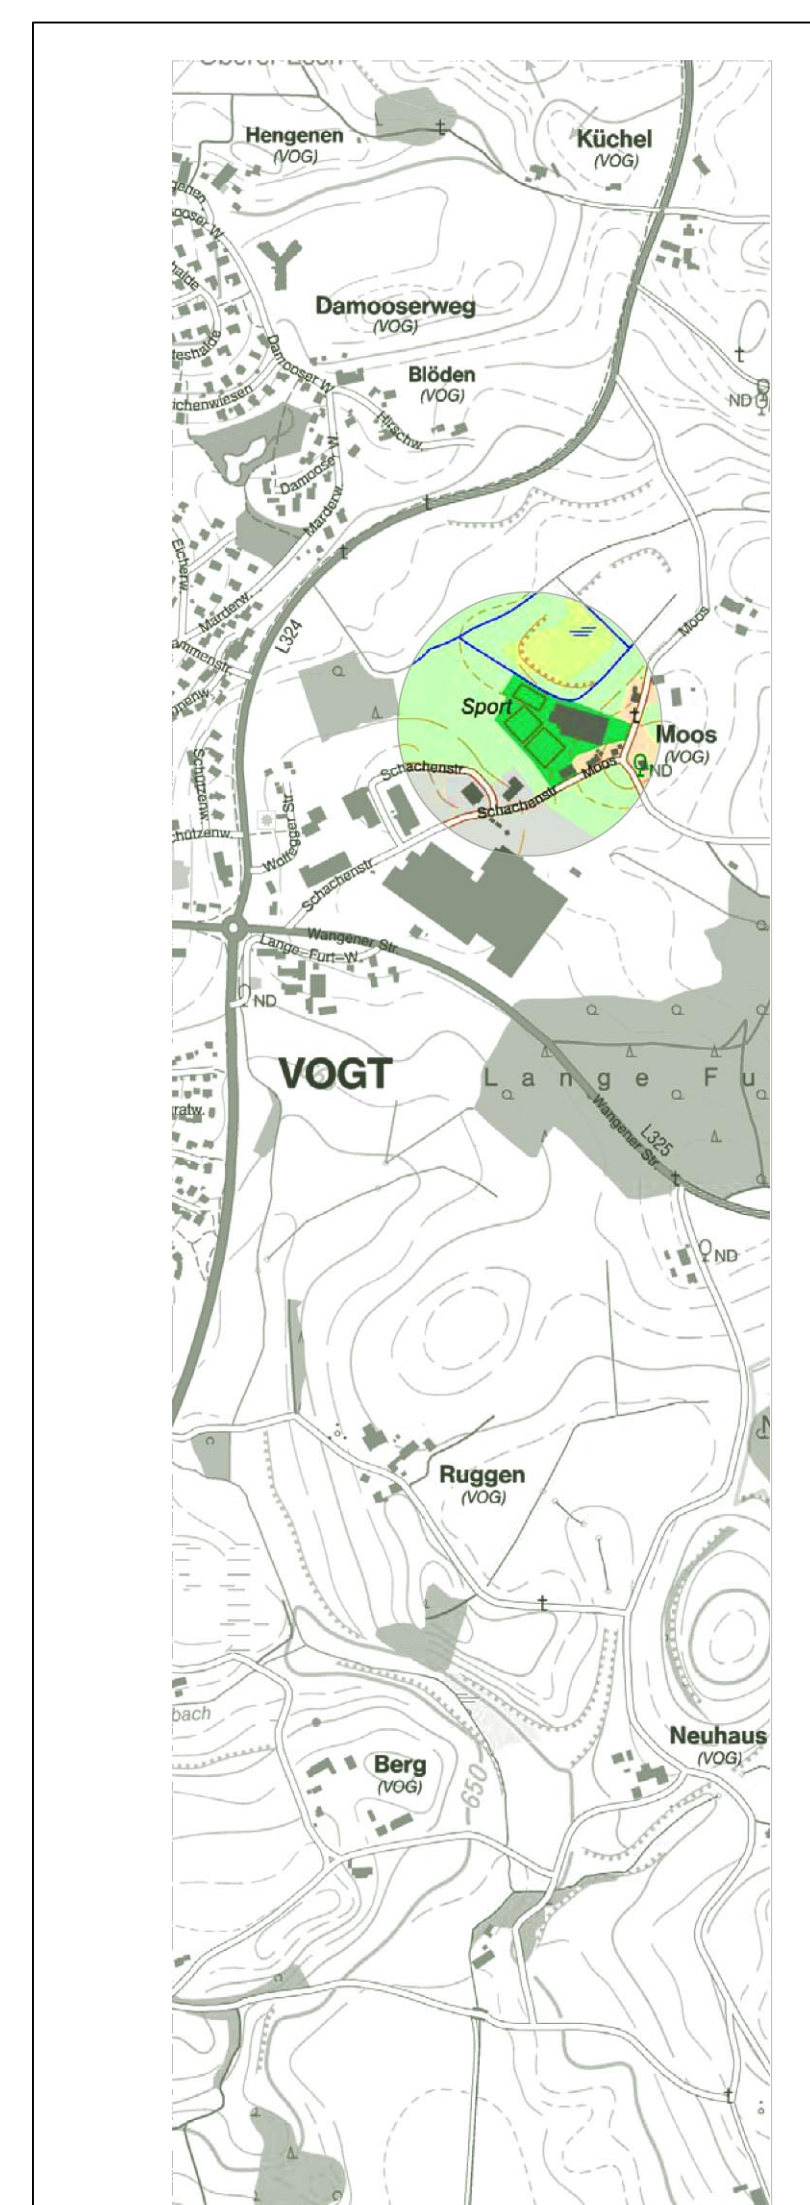 Hengenen
(VOG)
Küchel
(VOG)
Damooserweg
(VOG)
Blöden
(VOG)
Damooser W.
Hirschw.
ND
Damooser W.
Marderw.
Eicherw.
Marderw.
L324
Moos
Sport
Moos
(VOG)
ND
Moos
Schachenstr.
Schachenstr.
Schützenw.
Wolfegger Str.
Schachenstr.
Wangener Str.
Lange-Furt-W.
ND
VOGT
Lange Fu
Wangener Str.
L325
ND
Ruggen
(VOG)
bach
Neuhaus
(VOG)
Berg
(VOG)
650